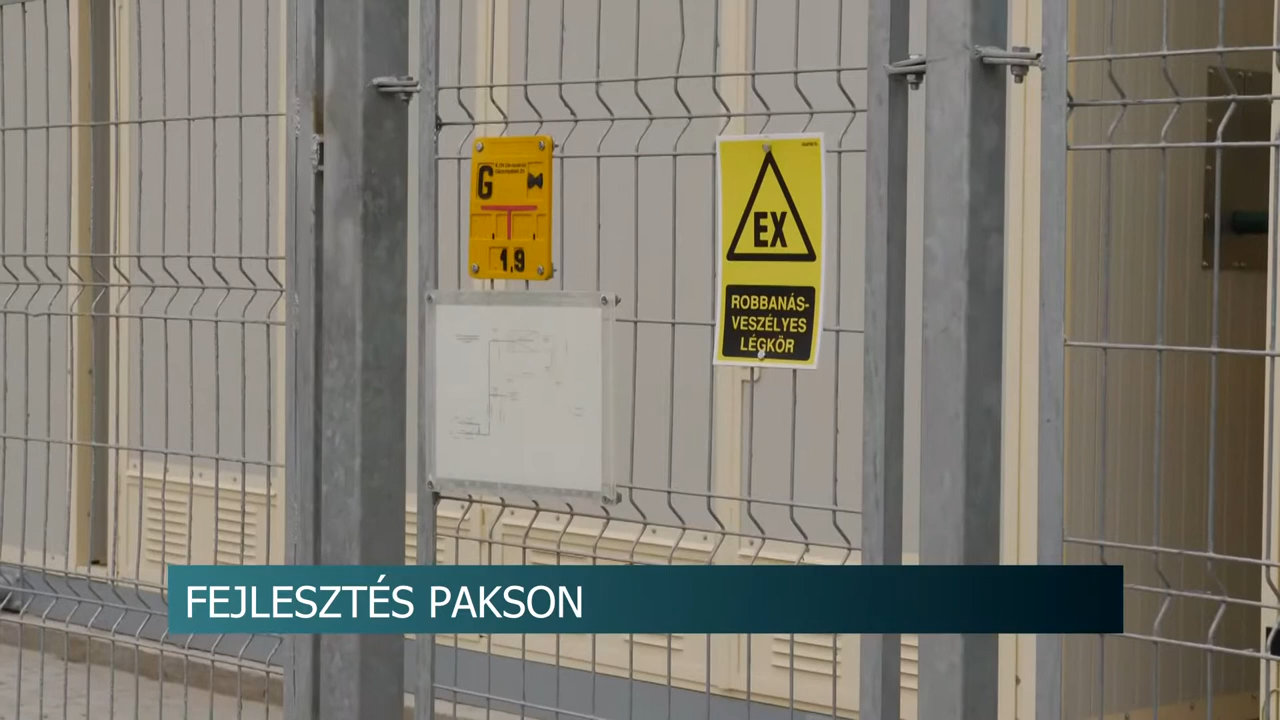 G
1,9
EX
ROBBANÁS-
VESZÉLYES
LÉGKÖR
FEJLESZTÉS PAKSON